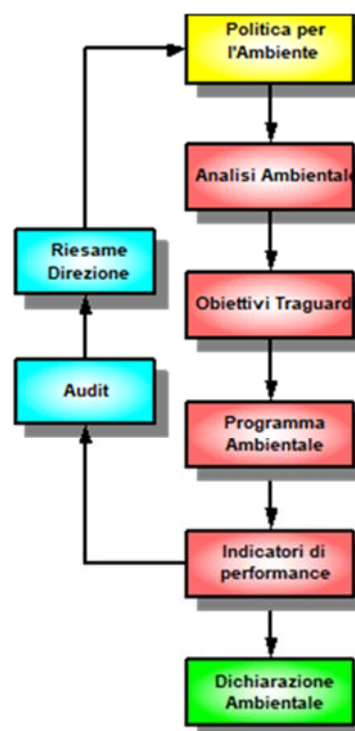 Politica per
l'Ambiente
Analisi Ambientale
Riesame
Direzione
Obiettivi Traguard
Audit
Programma
Ambientale
Indicatori di
performance
Dichiarazione
Ambientale